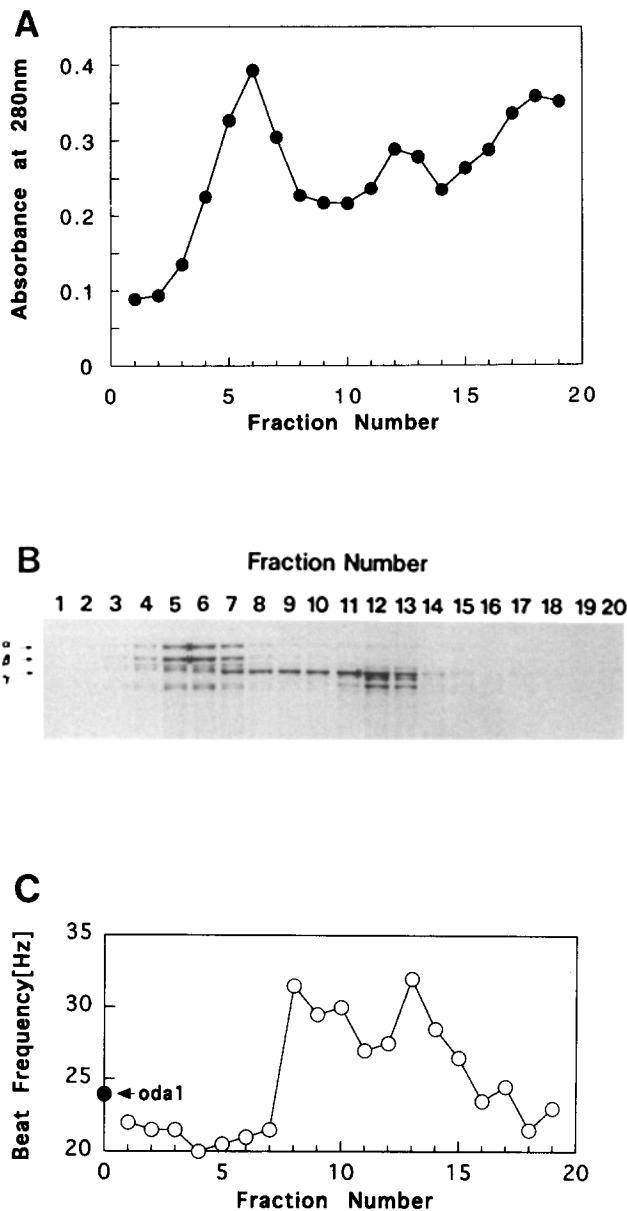 A
Absorbance at 280nm
0.4
0.3
0.2
0.1
0
0 5 10 15 20
Fraction Number
B
Fraction Number
1 2 3 4 5 6 7 8 9 10 11 12 13 14 15 16 17 18 19 20
α
β
γ
C
Beat Frequency[Hz]
35
30
25
20
oda1
0 5 10 15 20
Fraction Number